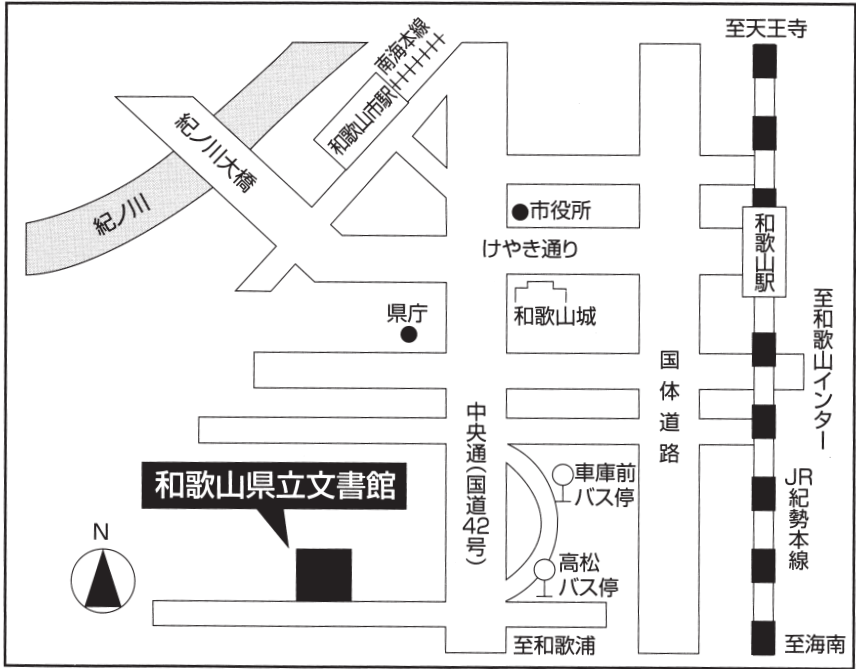 至天王寺
南海本線
和歌山市駅
紀ノ川大橋
紀ノ川
市役所
けやき通り
和歌山駅
県庁
和歌山城
至和歌山インター
国体道路
中央通(国道42号)
車庫前
バス停
和歌山県立文書館
JR紀勢本線
N
高松
バス停
至和歌浦
至海南